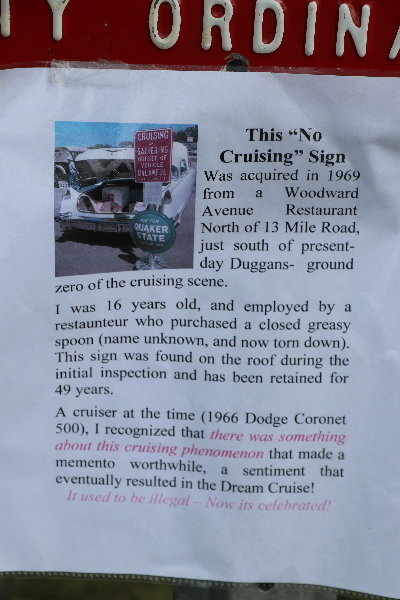 TY ORDINA
CRUISING
GATHERING
OUTSIDE OF
VEHICLE
UNLAWFUL
QUAKER
STATE
This “No
Cruising” Sign
Was acquired in 1969
from a Woodward
Avenue Restaurant
North of 13 Mile Road,
just south of present-
day Duggans- ground
zero of the cruising scene.
I was 16 years old, and employed by a
restaunteur who purchased a closed greasy
spoon (name unknown, and now torn down).
This sign was found on the roof during the
initial inspection and has been retained for
49 years.
A cruiser at the time (1966 Dodge Coronet
500), I recognized that there was something
about this cruising phenomenon that made a
memento worthwhile, a sentiment that
eventually resulted in the Dream Cruise!
It used to be illegal – Now its celebrated!